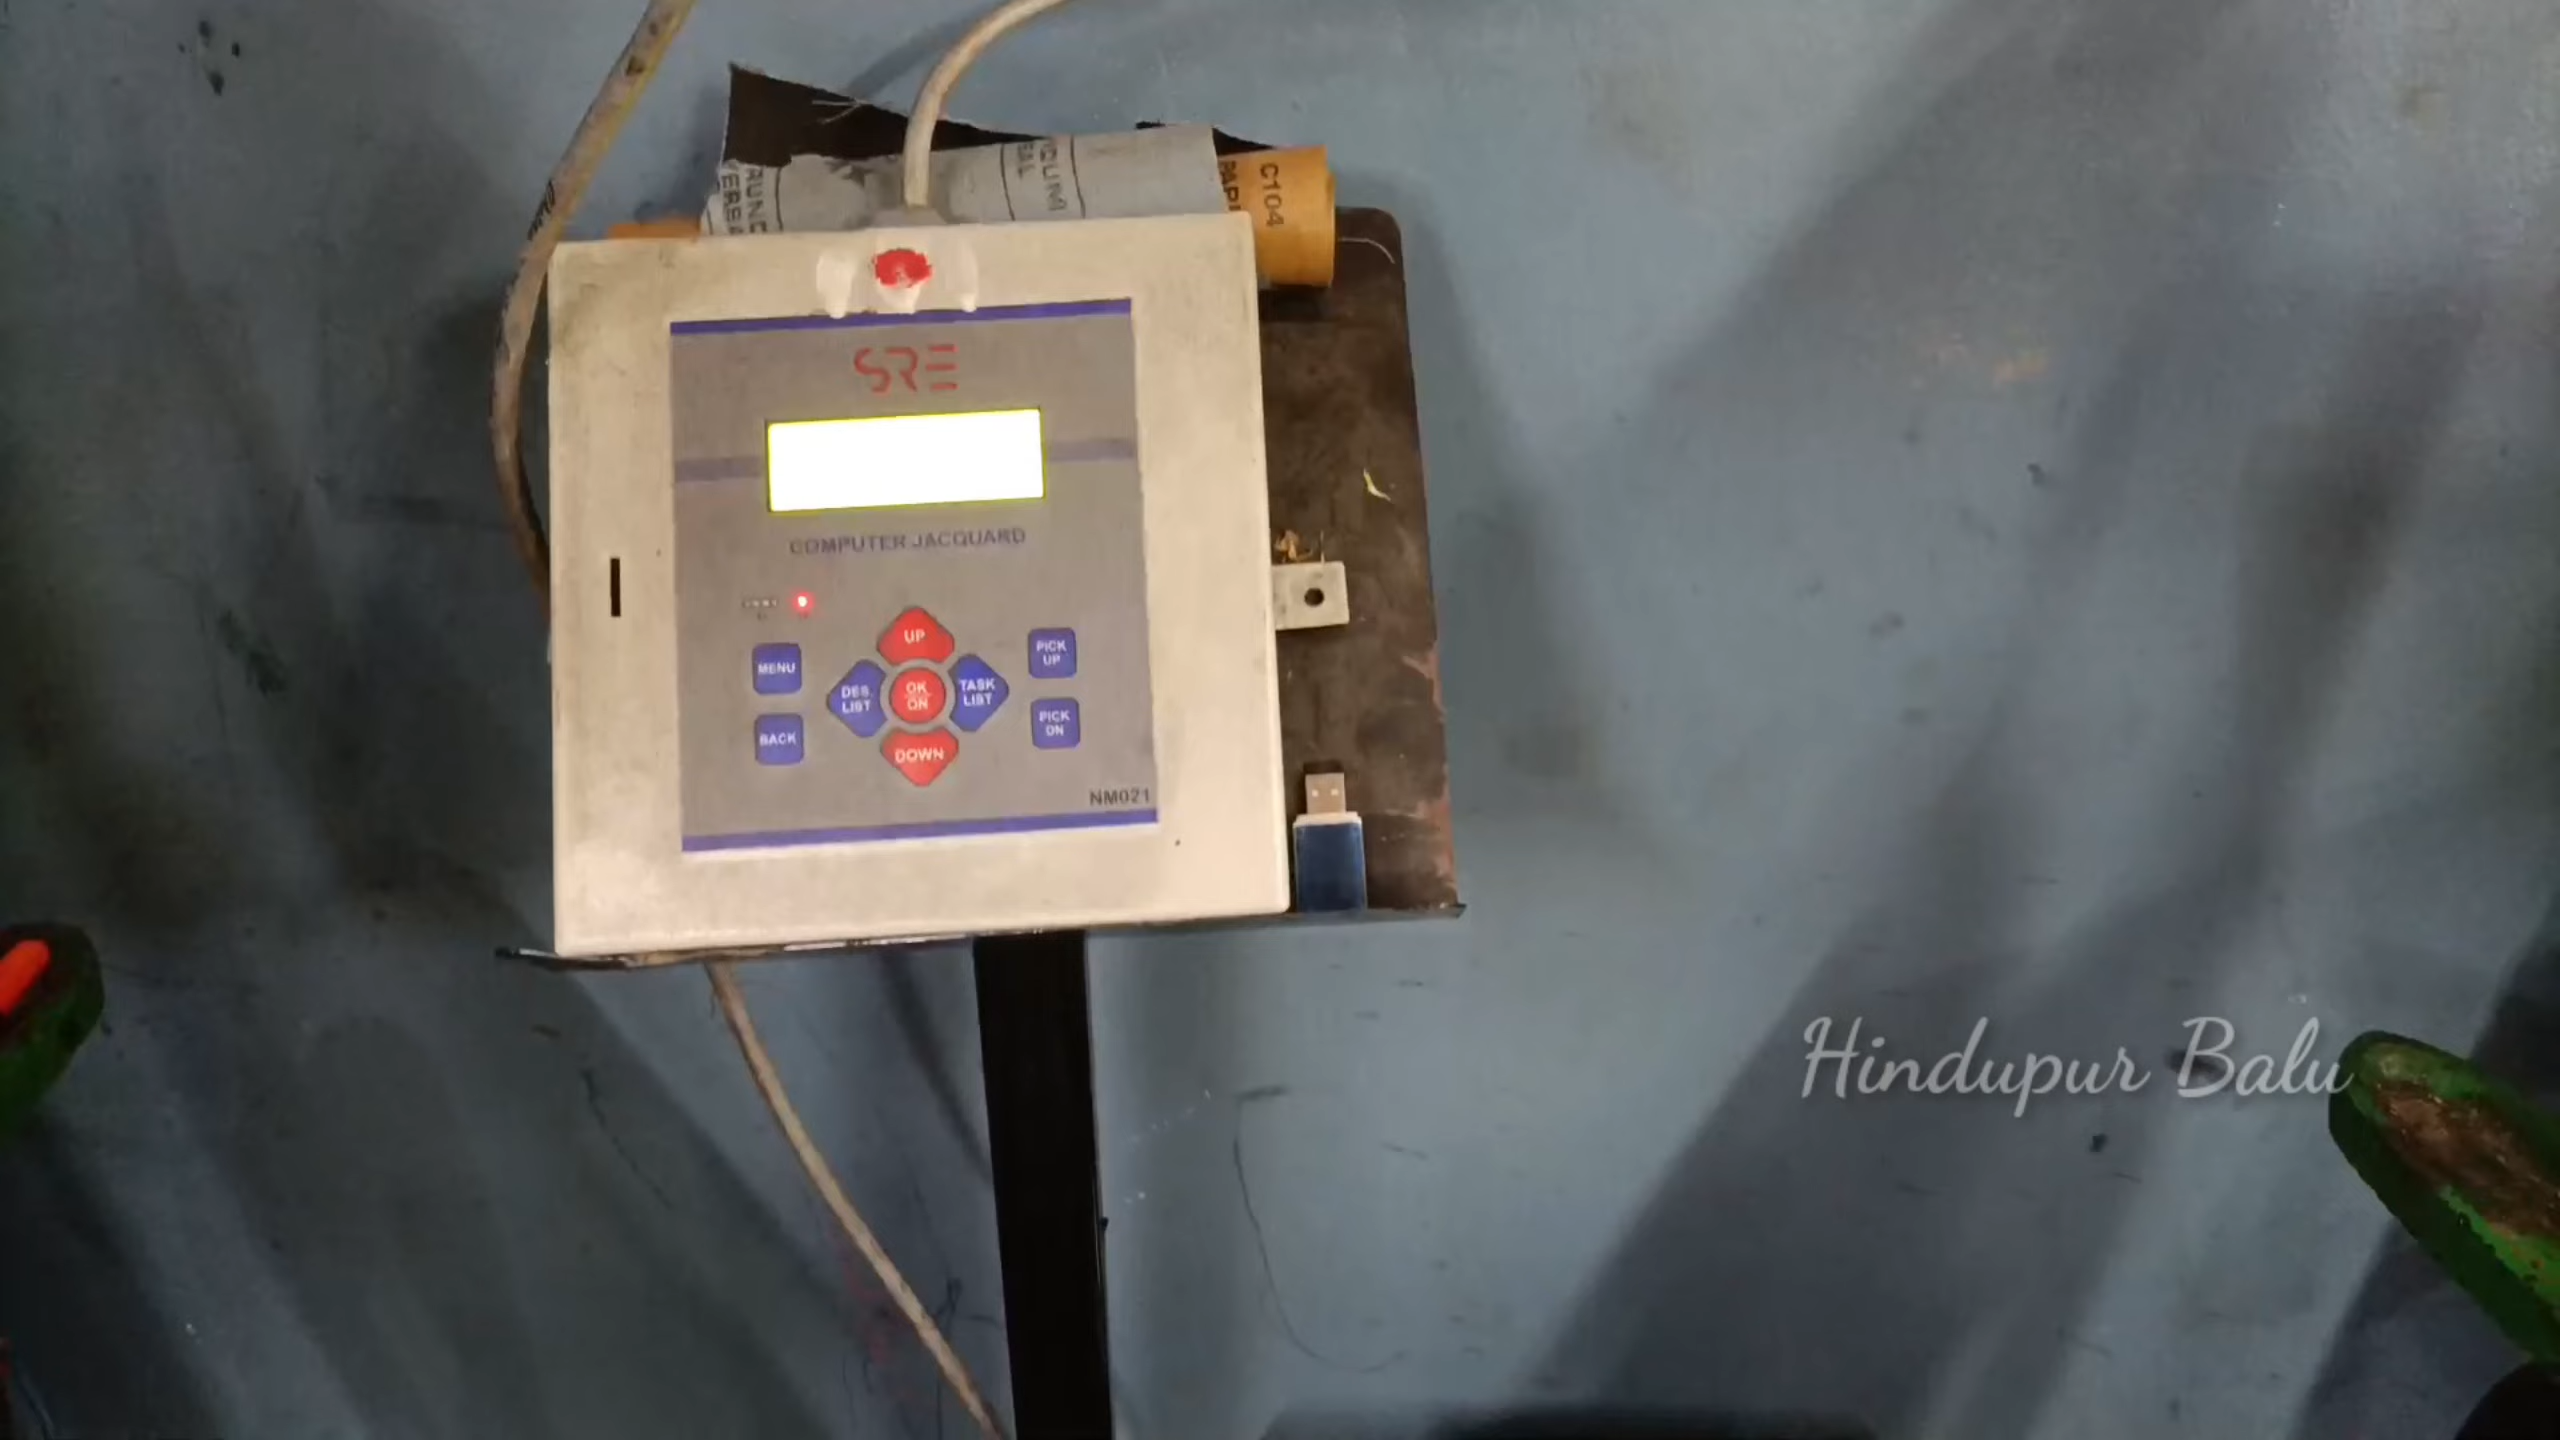 C104
SRE
COMPUTER JACQUARD
UP
MENU
DES.
LIST
OK
ON
TASK
LIST
PICK
UP
BACK
DOWN
PICK
ON
NM021
Hindupur Balu